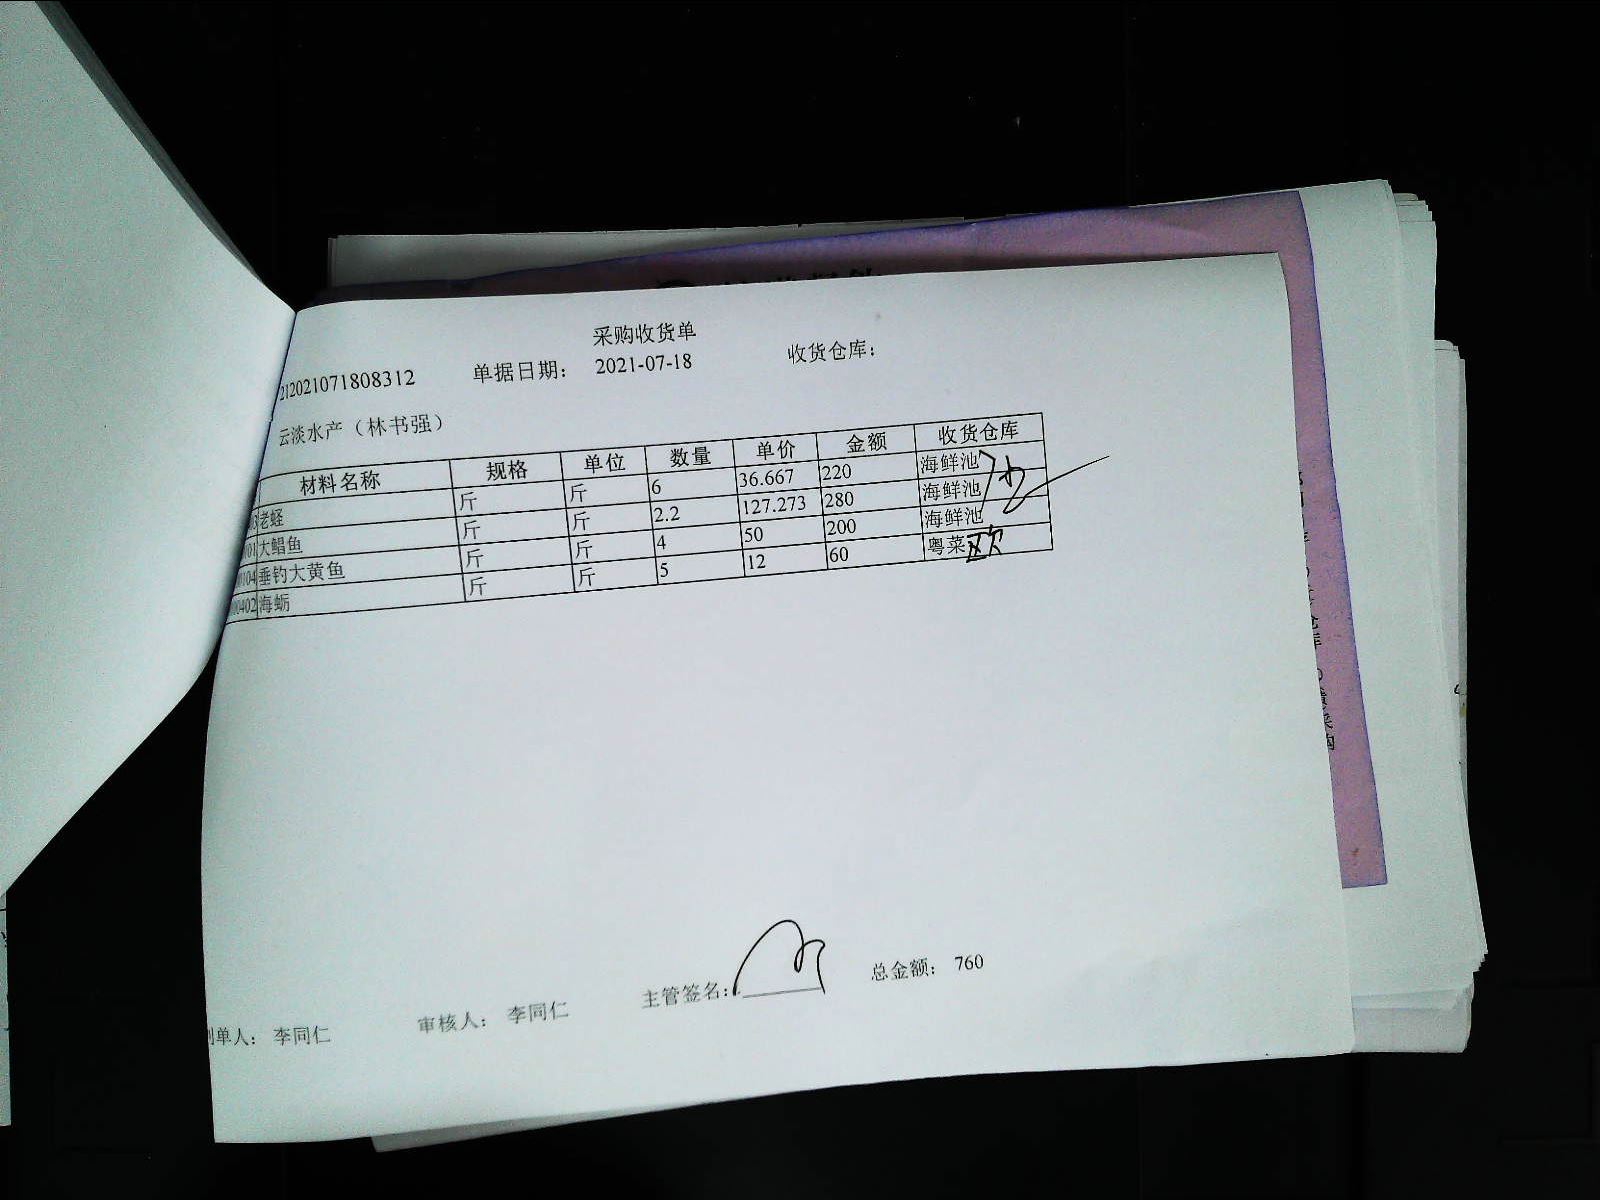 采购收货单
212021071808312 单据日期： 2021-07-18 收货仓库：
云淡水产（林书强）
材料名称 规格 单位 数量 单价 金额 收货仓库
老蛏 斤 斤 6 36.667 220 海鲜池
01 大鲳鱼 斤 斤 2.2 127.273 280 海鲜池
0104 垂钓大黄鱼 斤 斤 4 50 200 海鲜池
00402 海蛎 斤 斤 5 12 60 粤菜
制单人： 李同仁 审核人： 李同仁 主管签名： 总金额： 760